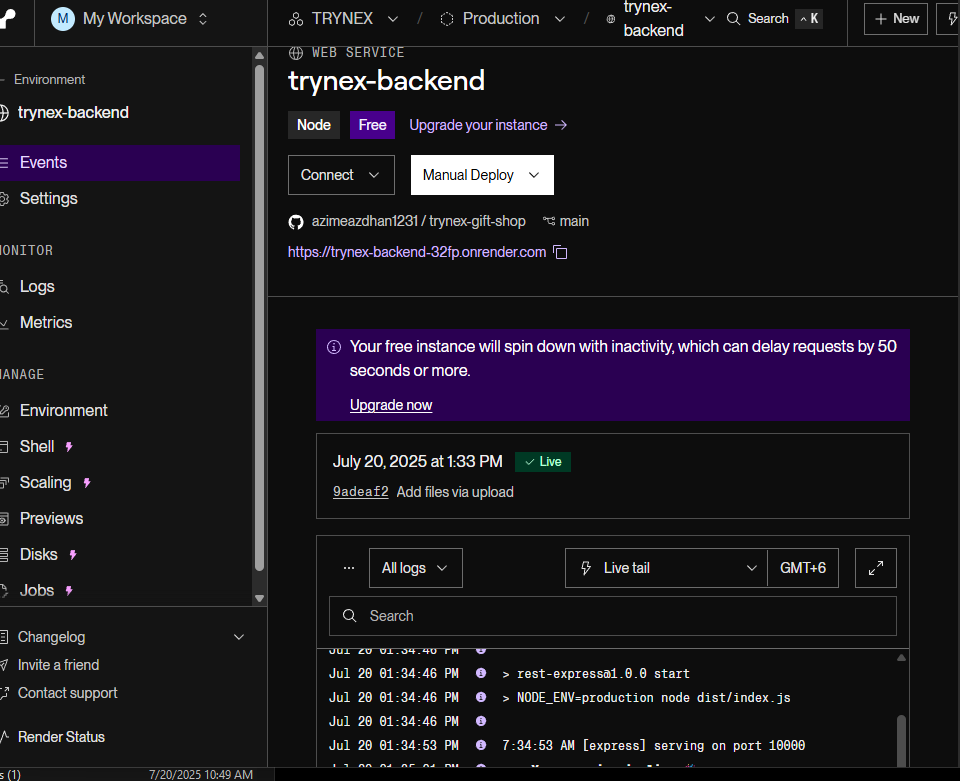 M My Workspace
TRYNEX / Production / trynex-backend
Search
K
+ New
Environment
trynex-backend
Events
Settings
MONITOR
Logs
Metrics
MANAGE
Environment
Shell
Scaling
Previews
Disks
Jobs
Changelog
Invite a friend
Contact support
Render Status
WEB SERVICE
trynex-backend
Node Free Upgrade your instance →
Connect Manual Deploy
azimeazdhan1231 / trynex-gift-shop main
https://trynex-backend-32fp.onrender.com
Your free instance will spin down with inactivity, which can delay requests by 50
seconds or more.
Upgrade now
July 20, 2025 at 1:33 PM ✓ Live
9adeaf2 Add files via upload
... All logs Live tail GMT+6
Search
Jul 20 01:34:46 PM
Jul 20 01:34:46 PM > rest-express@1.0.0 start
Jul 20 01:34:46 PM > NODE_ENV=production node dist/index.js
Jul 20 01:34:46 PM
Jul 20 01:34:53 PM 7:34:53 AM [express] serving on port 10000
s (1) 7/20/2025 10:49 AM